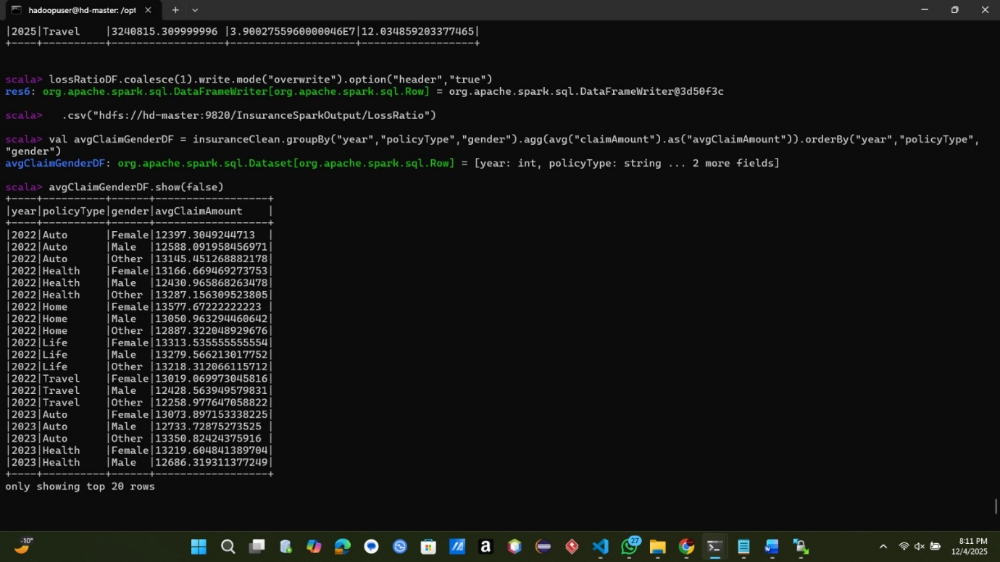 hadoopuser@hd-master: /opt
|2025|Travel    |3240815.309999996 |3.9002755960000046E7|12.034859203377465|
+----+----------+------------------+--------------------+------------------+
scala> lossRatioDF.coalesce(1).write.mode("overwrite").option("header","true")
res6: org.apache.spark.sql.DataFrameWriter[org.apache.spark.sql.Row] = org.apache.spark.sql.DataFrameWriter@3d50f3c
scala>   .csv("hdfs://hd-master:9820/InsuranceSparkOutput/LossRatio")
scala> val avgClaimGenderDF = insuranceClean.groupBy("year","policyType","gender").agg(avg("claimAmount").as("avgClaimAmount")).orderBy("year","policyType",
"gender")
avgClaimGenderDF: org.apache.spark.sql.Dataset[org.apache.spark.sql.Row] = [year: int, policyType: string ... 2 more fields]
scala> avgClaimGenderDF.show(false)
+----+----------+------+------------------+
|year|policyType|gender|avgClaimAmount    |
+----+----------+------+------------------+
|2022|Auto      |Female|12397.3049244713  |
|2022|Auto      |Male  |12588.091958456971|
|2022|Auto      |Other |13145.451268882178|
|2022|Health    |Female|13166.669469273753|
|2022|Health    |Male  |12430.965868263478|
|2022|Health    |Other |13287.156309523805|
|2022|Home      |Female|13577.67222222223 |
|2022|Home      |Male  |13050.963294460642|
|2022|Home      |Other |12887.322048929676|
|2022|Life      |Female|13313.535555555554|
|2022|Life      |Male  |13279.566213017752|
|2022|Life      |Other |13218.312066115712|
|2022|Travel    |Female|13019.069973045816|
|2022|Travel    |Male  |12428.563949579831|
|2022|Travel    |Other |12258.977647058822|
|2023|Auto      |Female|13073.897153338225|
|2023|Auto      |Male  |12733.72875273525 |
|2023|Auto      |Other |13350.82424375916 |
|2023|Health    |Female|13219.604841389704|
|2023|Health    |Male  |12686.319311377249|
+----+----------+------+------------------+
only showing top 20 rows
-10°
27
8:11 PM
12/4/2025